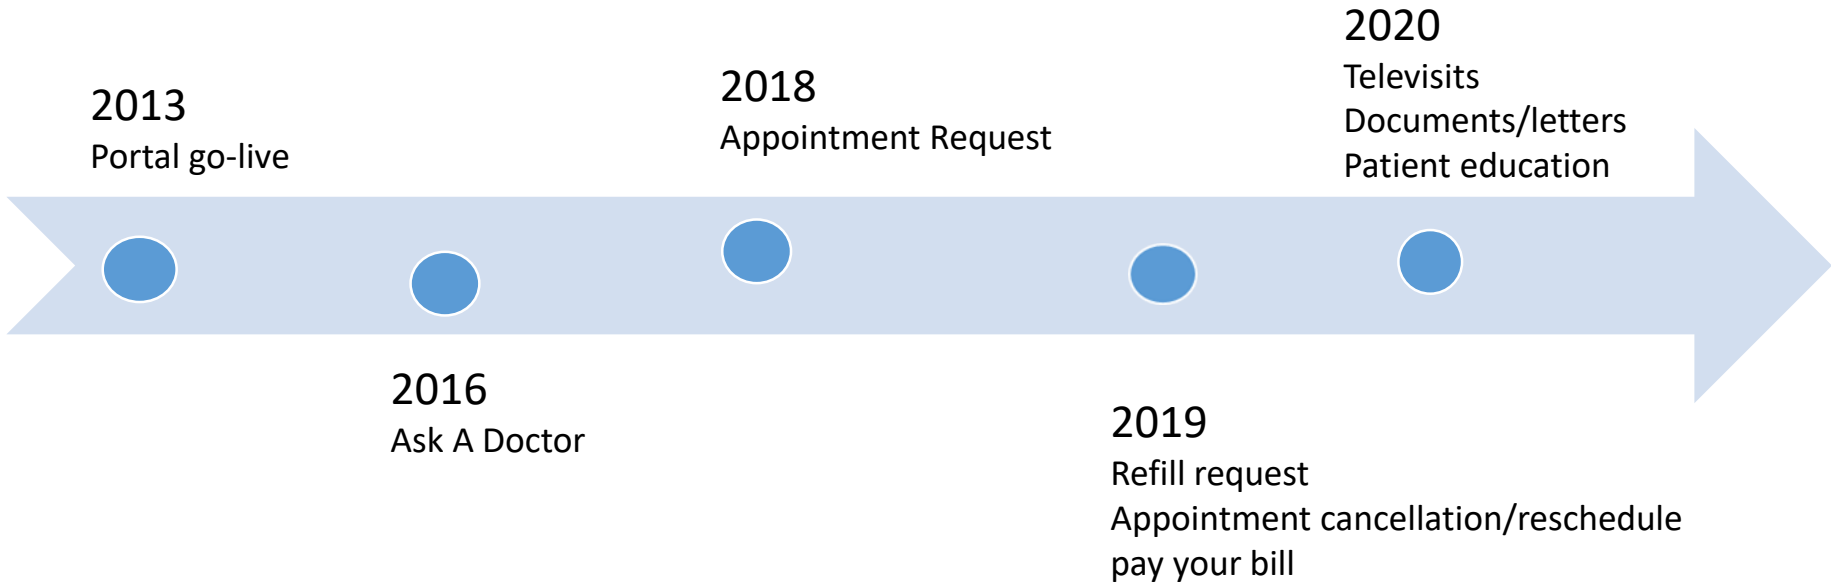 2013
Portal go-live
2016
Ask A Doctor
2018
Appointment Request
2019
Refill request
Appointment cancellation/reschedule
pay your bill
2020
Televisits
Documents/letters
Patient education